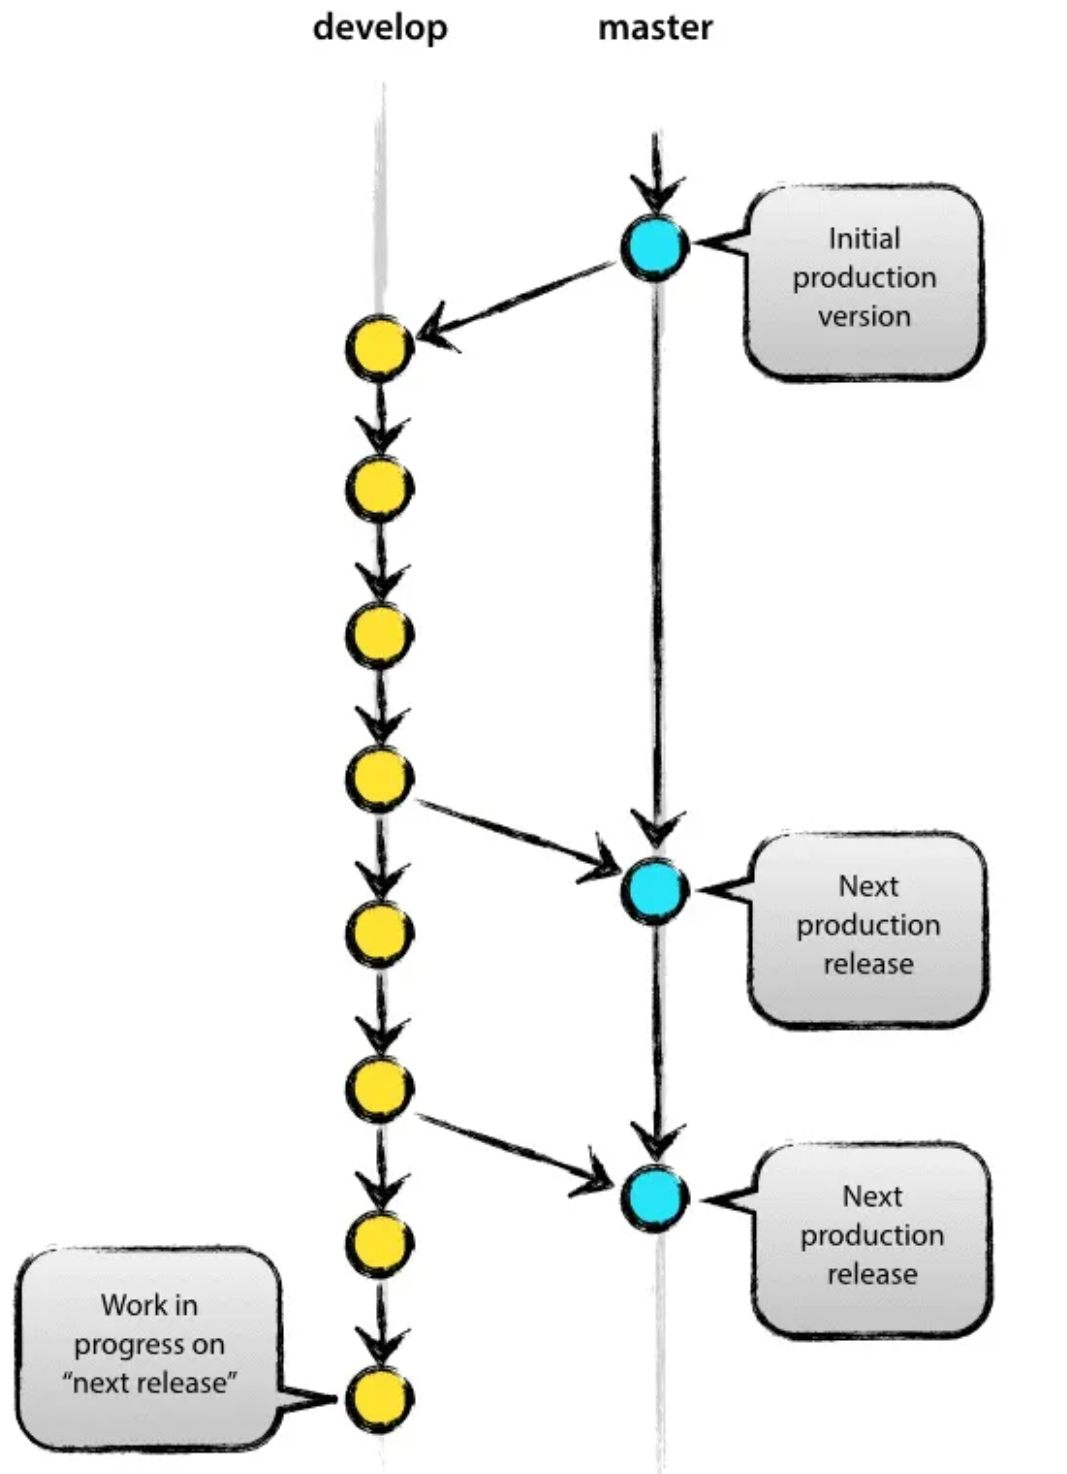 develop
master
Initial
production
version
Next
production
release
Next
production
release
Work in
progress on
“next release”